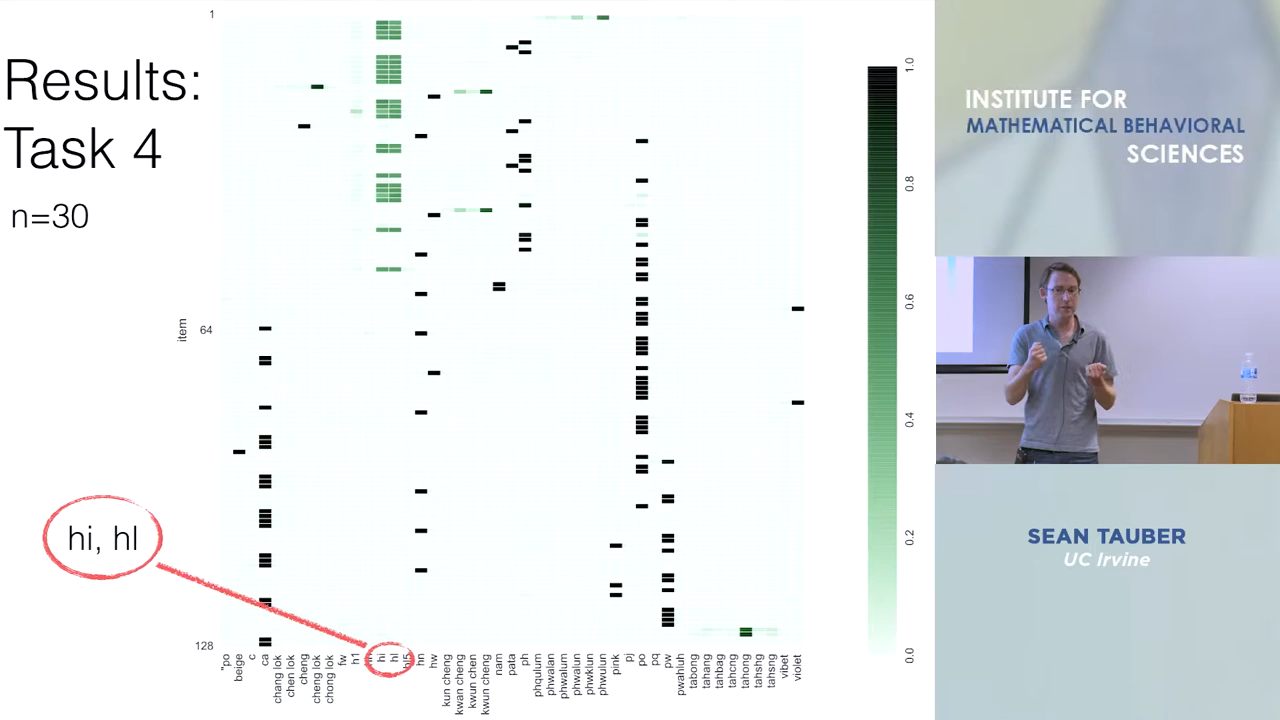 Results:
Task 4
n=30
hi, hl
1
64
128
item
"po
beige
c
ca
chang lok
chen lok
cheng
cheng lok
chong lok
fw
h1
hi
hl
hl5
hn
hw
kun cheng
kwan cheng
kwun chen
kwun cheng
nam
pata
ph
phqulum
phwalan
phwalum
phwalun
phwklun
phwulun
pink
pj
po
pq
pw
pwahluh
tabong
tahang
tahbag
tahcng
tahong
tahshg
tahsng
vibet
violet
1.0
0.8
0.6
0.4
0.2
0.0
INSTITUTE FOR
MATHEMATICAL BEHAVIORAL
SCIENCES
SEAN TAUBER
UC Irvine